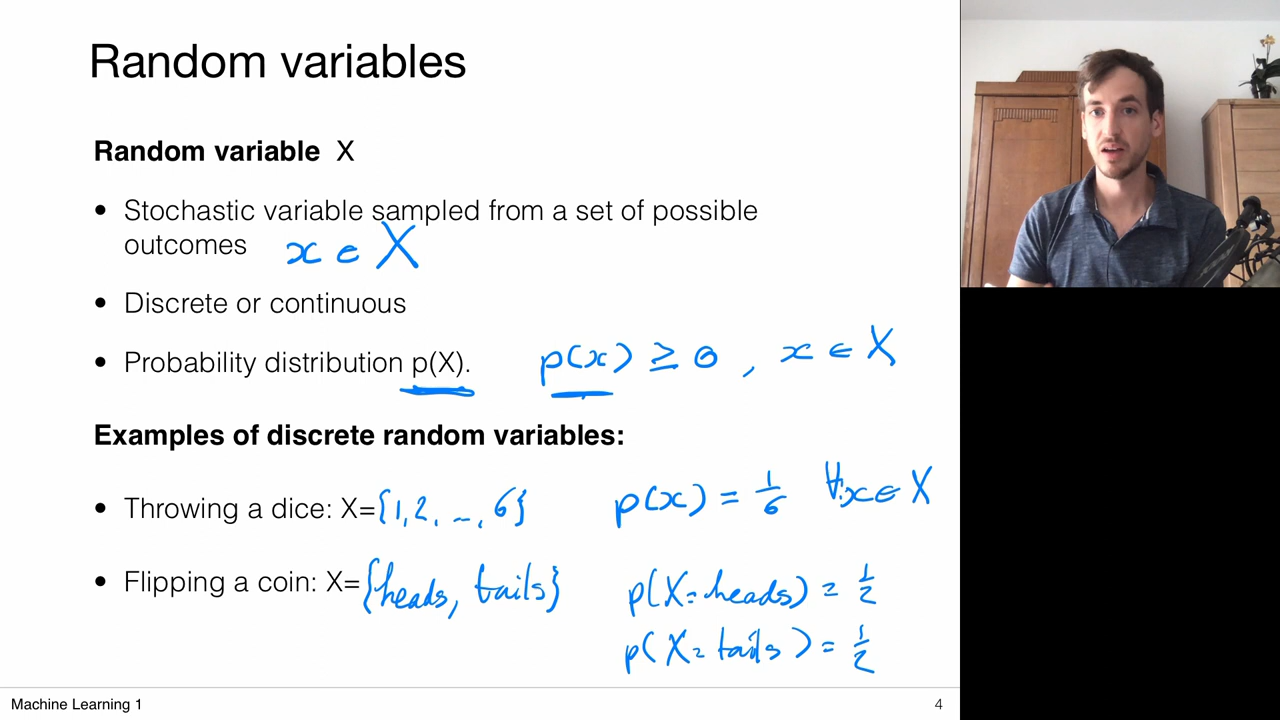 Random variables
Random variable X
• Stochastic variable sampled from a set of possible
outcomes x ∈ X
• Discrete or continuous
• Probability distribution p(X). p(x) ≥ 0 , x ∈ X
Examples of discrete random variables:
• Throwing a dice: X={1,2, ..., 6} p(x) = 1/6 ∀x∈ X
• Flipping a coin: X={heads, tails} p(X=heads) = 1/2
p(X=tails) = 1/2
Machine Learning 1 4